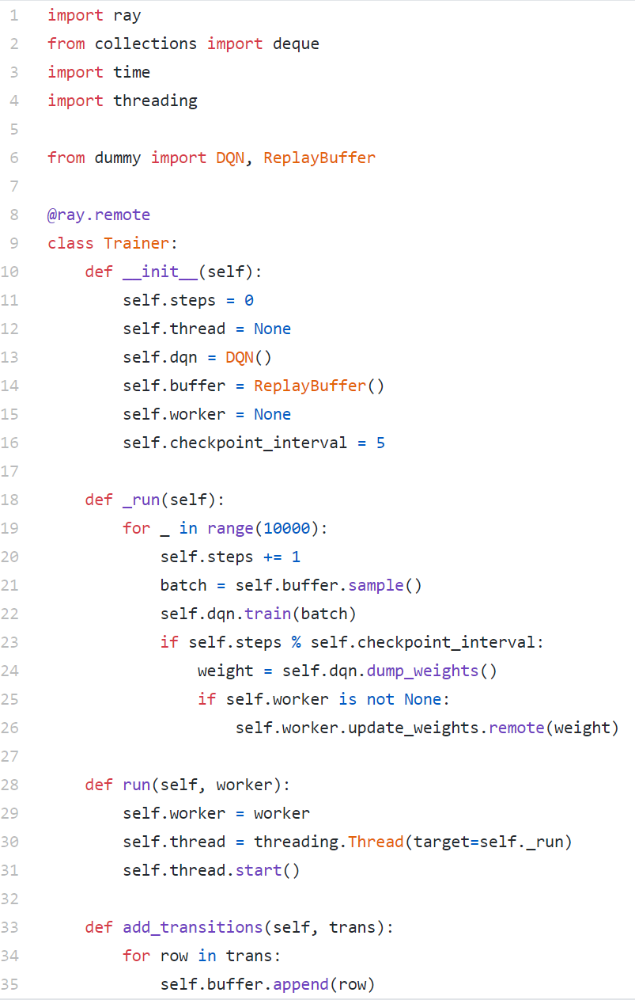 1 import ray
2 from collections import deque
3 import time
4 import threading
5
6 from dummy import DQN, ReplayBuffer
7
8 @ray.remote
9 class Trainer:
10     def __init__(self):
11         self.steps = 0
12         self.thread = None
13         self.dqn = DQN()
14         self.buffer = ReplayBuffer()
15         self.worker = None
16         self.checkpoint_interval = 5
17
18     def _run(self):
19         for _ in range(10000):
20             self.steps += 1
21             batch = self.buffer.sample()
22             self.dqn.train(batch)
23             if self.steps % self.checkpoint_interval:
24                 weight = self.dqn.dump_weights()
25                 if self.worker is not None:
26                     self.worker.update_weights.remote(weight)
27
28     def run(self, worker):
29         self.worker = worker
30         self.thread = threading.Thread(target=self._run)
31         self.thread.start()
32
33     def add_transitions(self, trans):
34         for row in trans:
35             self.buffer.append(row)